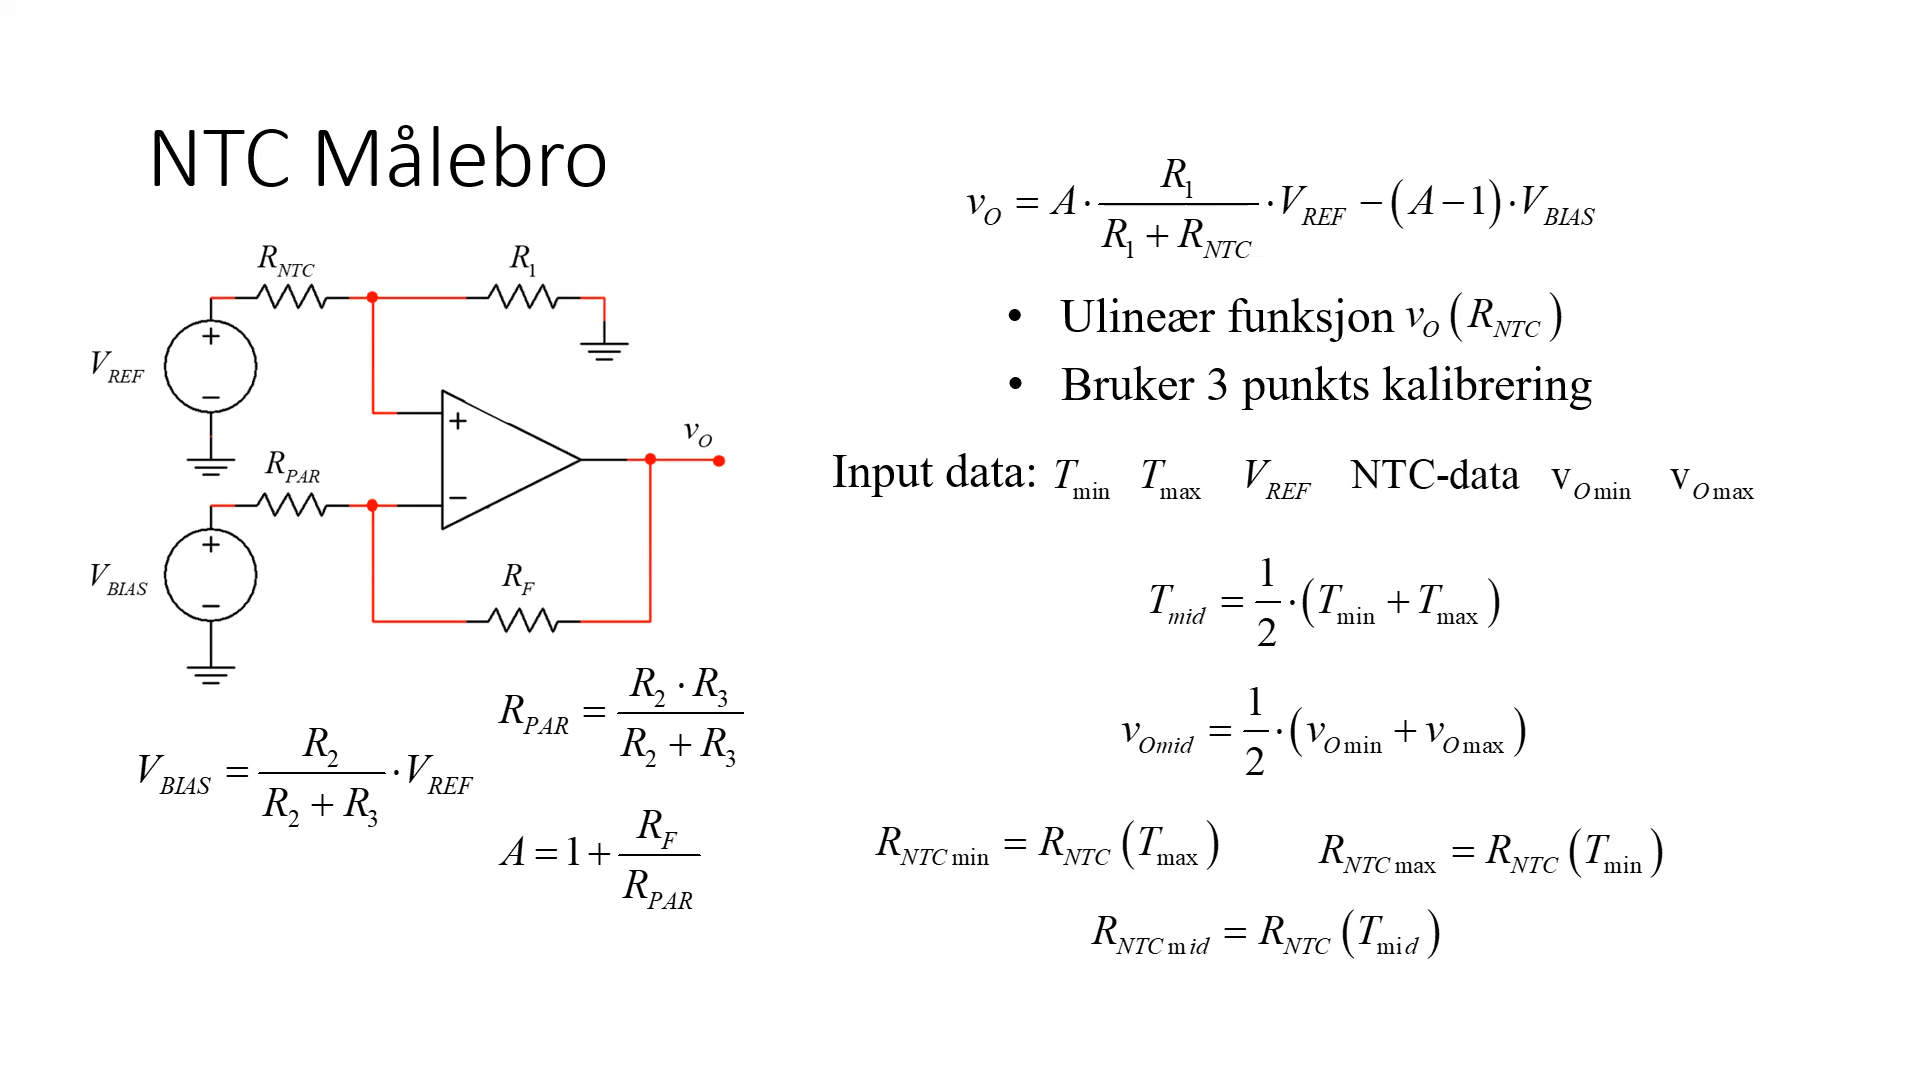 NTC Målebro
R_NTC
R_1
V_REF
+
−
+
−
v_O
R_PAR
V_BIAS
+
−
R_F
R_PAR = (R_2 · R_3) / (R_2 + R_3)
V_BIAS = R_2 / (R_2 + R_3) · V_REF
A = 1 + R_F / R_PAR
v_O = A · R_1 / (R_1 + R_NTC) · V_REF − (A − 1) · V_BIAS
• Ulineær funksjon v_O (R_NTC)
• Bruker 3 punkts kalibrering
Input data: T_min T_max V_REF NTC-data v_Omin v_Omax
T_mid = 1/2 · (T_min + T_max)
v_Omid = 1/2 · (v_Omin + v_Omax)
R_NTCmin = R_NTC (T_max) R_NTCmax = R_NTC (T_min)
R_NTCmid = R_NTC (T_mid)